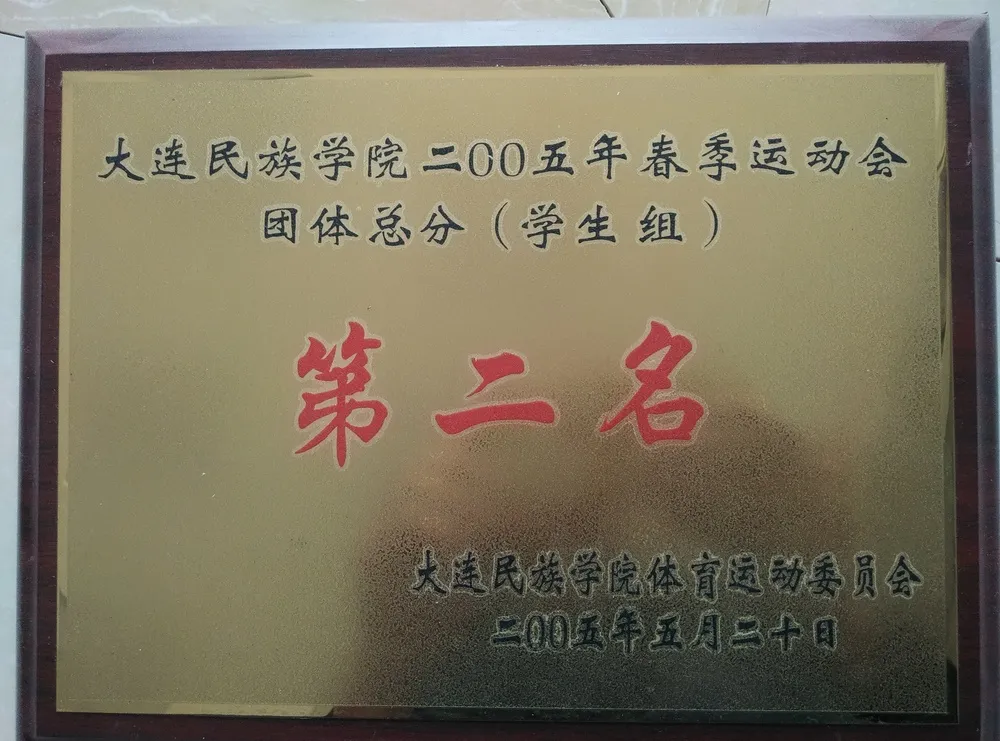 大连民族学院二00五年春季运动会
团体总分（学生组）
第二名
大连民族学院体育运动委员会
二00五年五月二十日